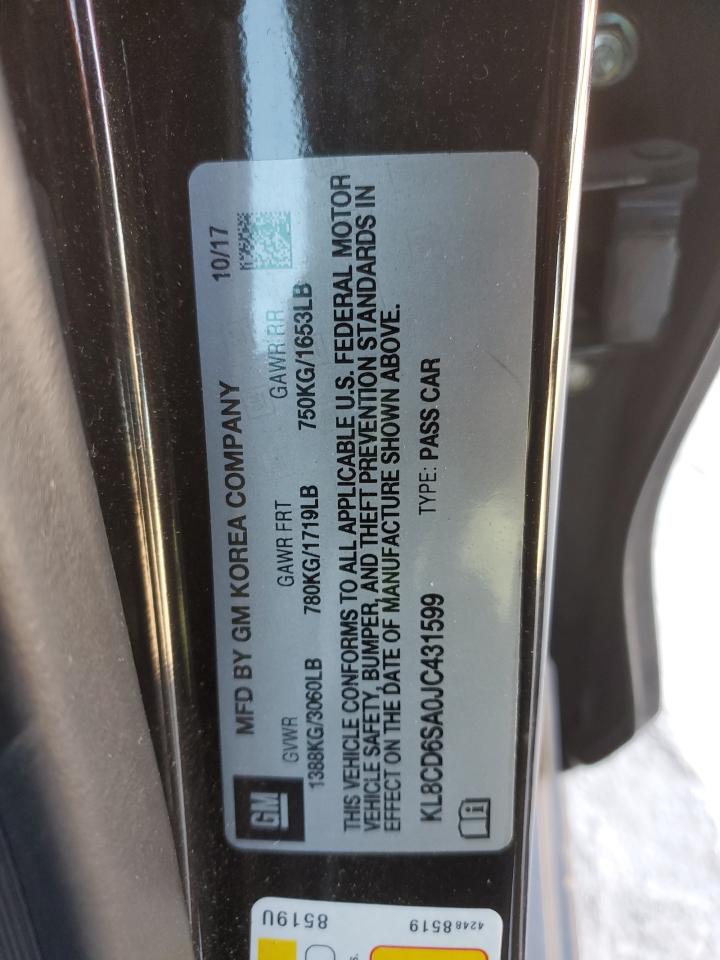 MFD BY GM KOREA COMPANY 10/17
GVWR GAWR FRT GAWR RR
1388KG/3060LB 780KG/1719LB 750KG/1653LB
THIS VEHICLE CONFORMS TO ALL APPLICABLE U.S. FEDERAL MOTOR
VEHICLE SAFETY, BUMPER, AND THEFT PREVENTION STANDARDS IN
EFFECT ON THE DATE OF MANUFACTURE SHOWN ABOVE.
KL8CD6SA0JC431599 TYPE: PASS CAR
GM
8519U
4248 8519
s.